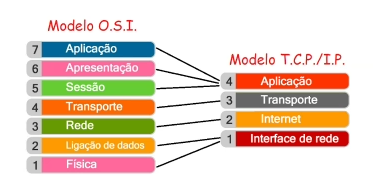 Modelo O.S.I.
7 Aplicação
6 Apresentação
5 Sessão
4 Transporte
3 Rede
2 Ligação de dados
1 Física
Modelo T.C.P./I.P.
4 Aplicação
3 Transporte
2 Internet
1 Interface de rede